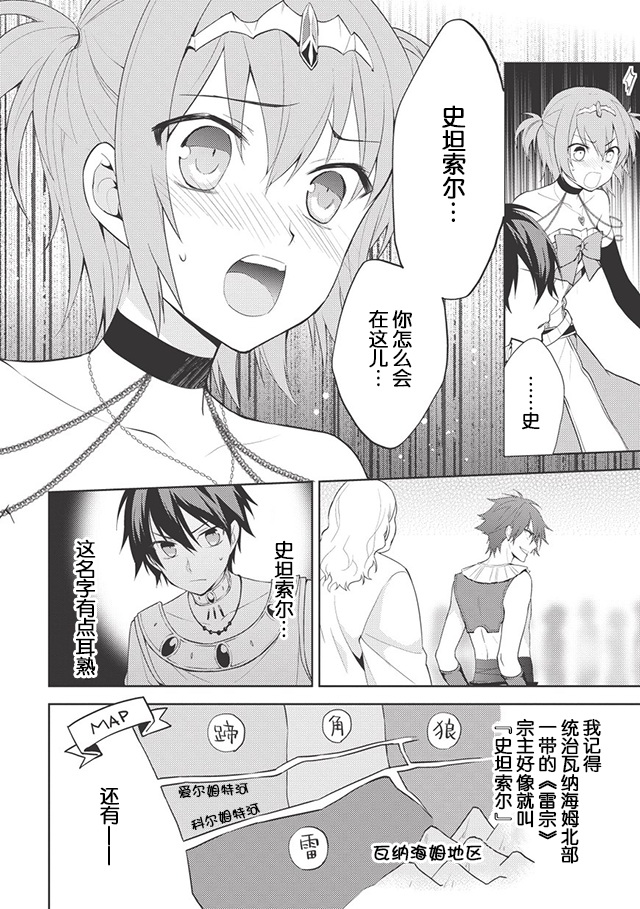 ……史
史坦索尔…
你怎么会
在这儿…
史坦索尔…
这名字有点耳熟
我记得
统治瓦纳海姆北部
一带的《雷宗》
宗主好像就叫
『史坦索尔』
MAP
狼
角
蹄
爱尔姆特河
科尔姆特河
雷
瓦纳海姆地区
还有——